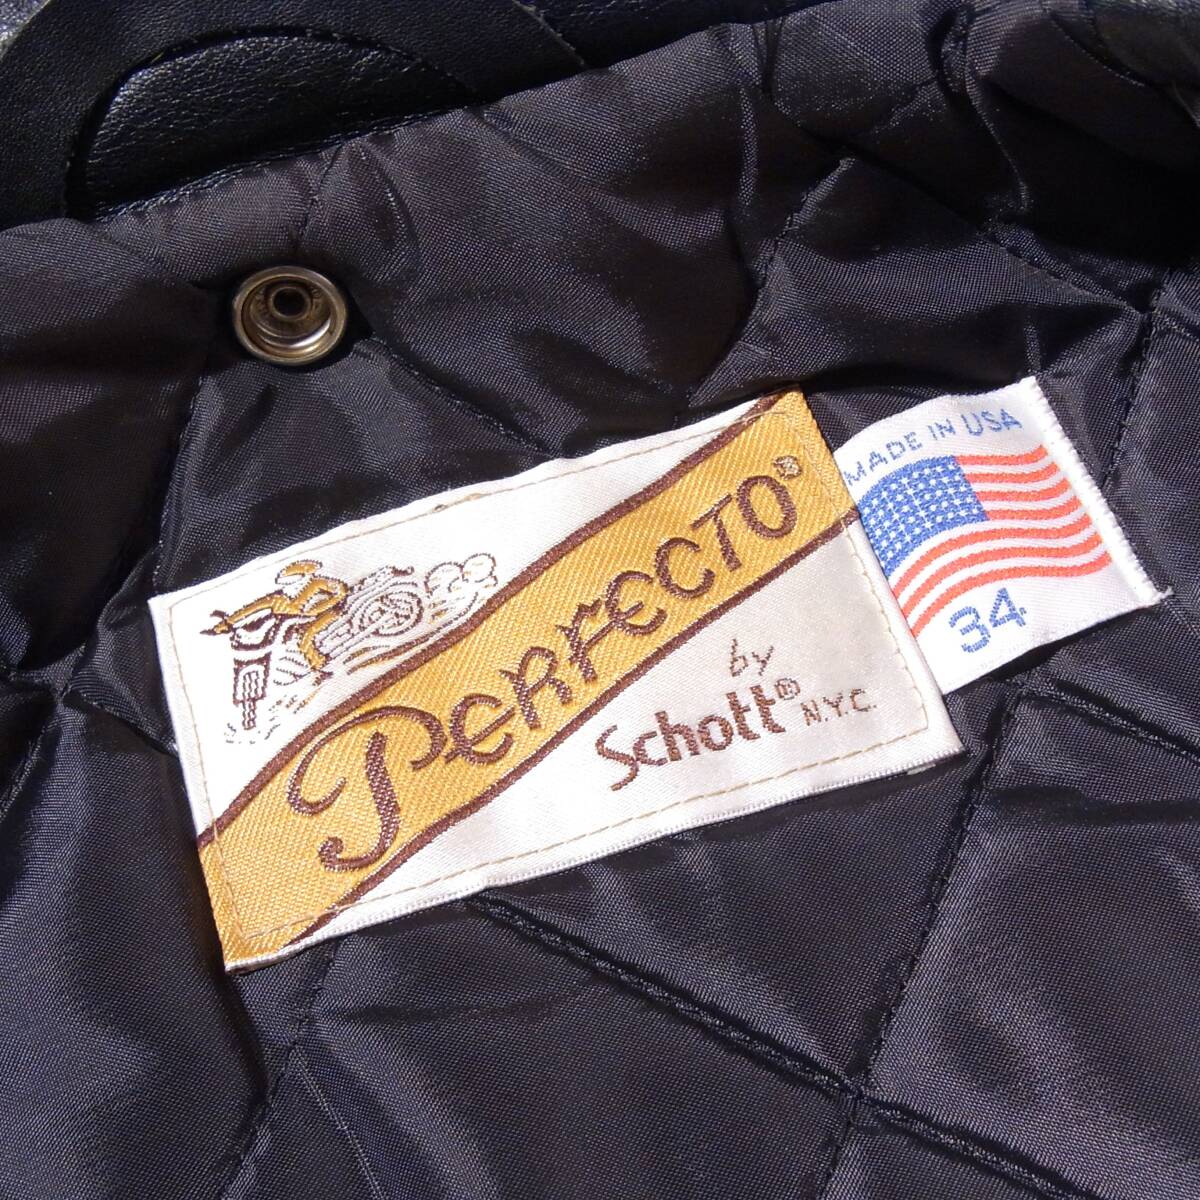 PERFECTO®
by
Schott®
N.Y.C.
MADE IN USA
34